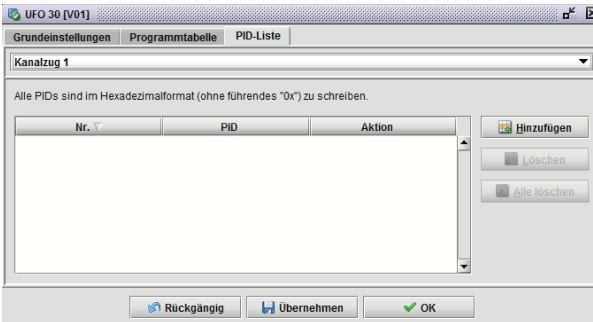 UFO 30 [V01]
Grundeinstellungen Programmtabelle PID-Liste
Kanalzug 1
Alle PIDs sind im Hexadezimalformat (ohne führendes "0x") zu schreiben.
Nr. PID Aktion
Hinzufügen
Löschen
Alle löschen
Rückgängig Übernehmen OK